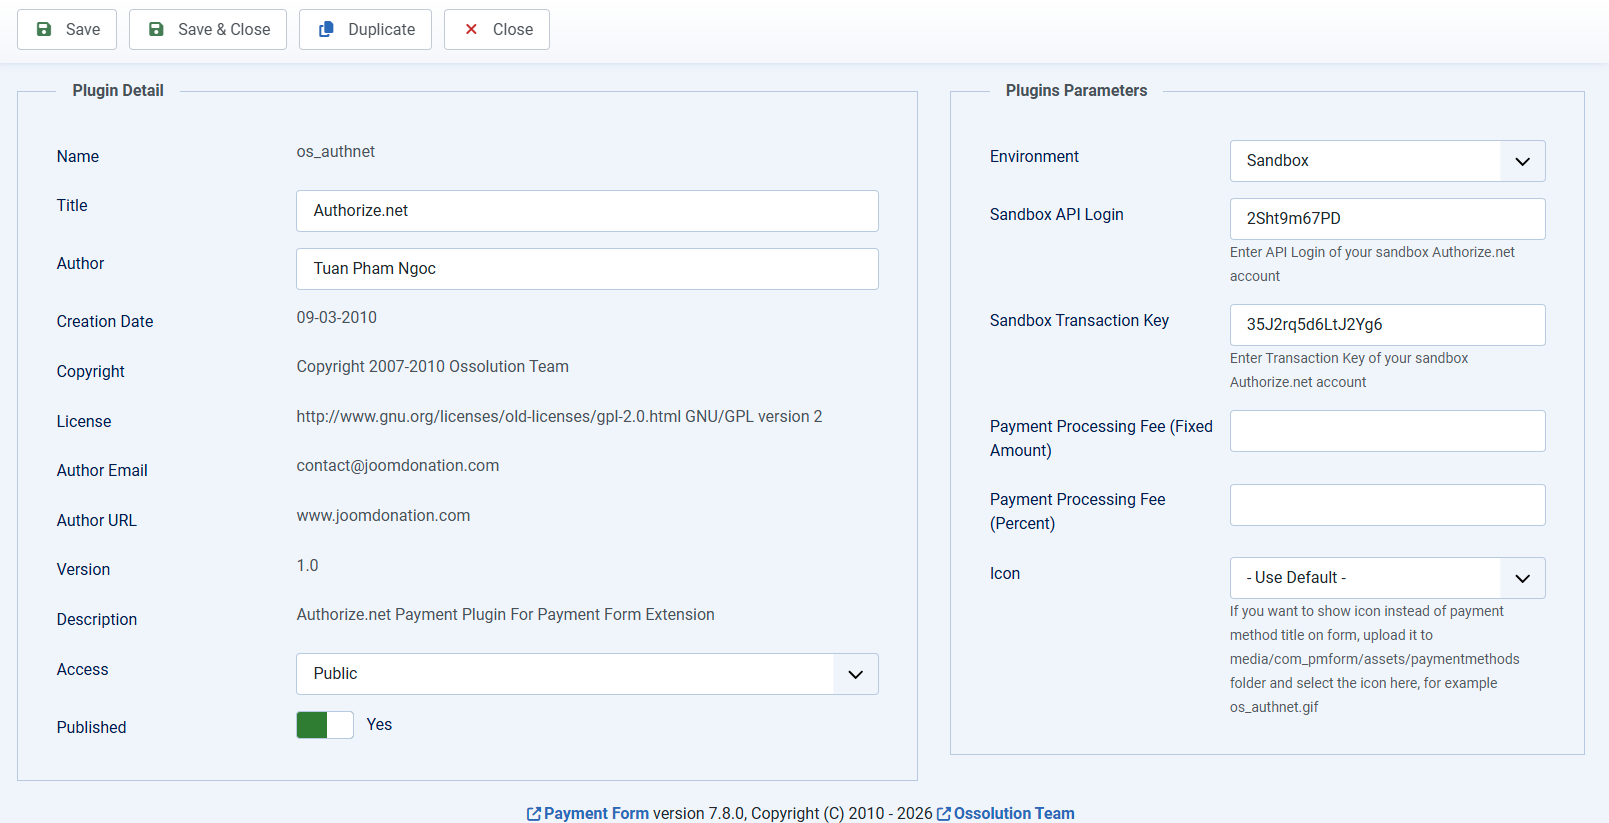 Save
Save & Close
Duplicate
Close
Plugin Detail
Name
os_authnet
Title
Authorize.net
Author
Tuan Pham Ngoc
Creation Date
09-03-2010
Copyright
Copyright 2007-2010 Ossolution Team
License
http://www.gnu.org/licenses/old-licenses/gpl-2.0.html GNU/GPL version 2
Author Email
contact@joomdonation.com
Author URL
www.joomdonation.com
Version
1.0
Description
Authorize.net Payment Plugin For Payment Form Extension
Access
Public
Published
Yes
Plugins Parameters
Environment
Sandbox
Sandbox API Login
2Sht9m67PD
Enter API Login of your sandbox Authorize.net
account
Sandbox Transaction Key
35J2rq5d6LtJ2Yg6
Enter Transaction Key of your sandbox
Authorize.net account
Payment Processing Fee (Fixed
Amount)
Payment Processing Fee
(Percent)
Icon
- Use Default -
If you want to show icon instead of payment
method title on form, upload it to
media/com_pmform/assets/paymentmethods
folder and select the icon here, for example
os_authnet.gif
Payment Form version 7.8.0, Copyright (C) 2010 - 2026 Ossolution Team